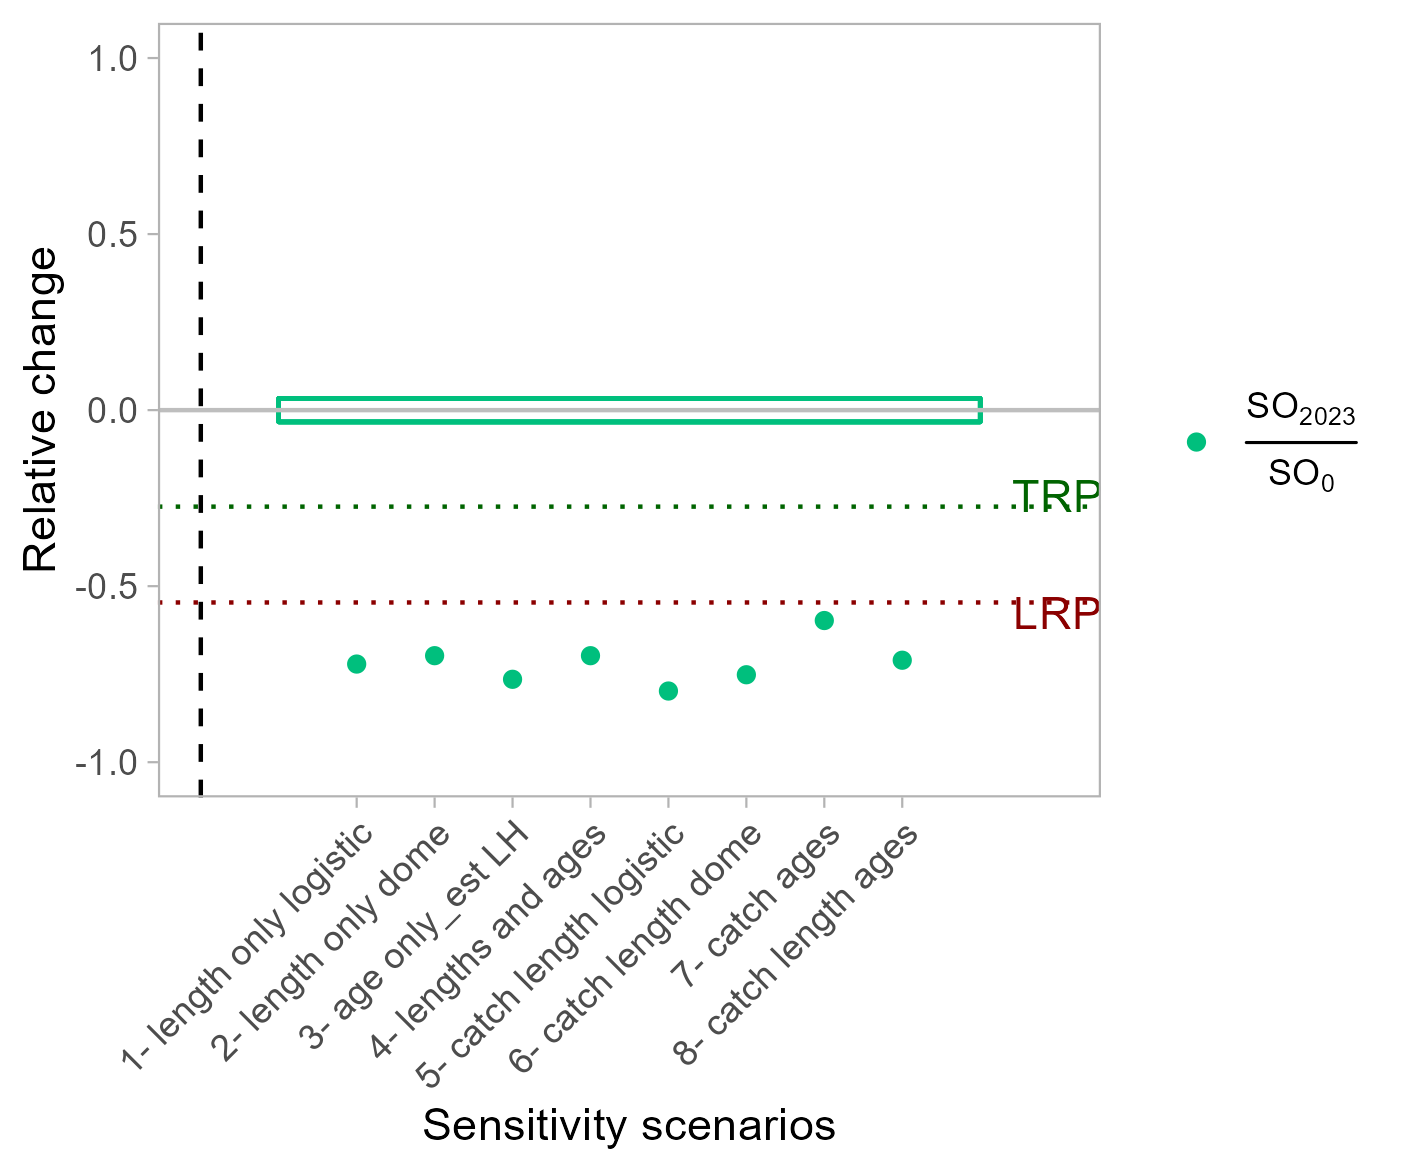 1.0
0.5
0.0
-0.5
-1.0
Relative change
TRP
LRP
SO2023
SO0
1- length only logistic
2- length only dome
3- age only_est LH
4- lengths and ages
5- catch length logistic
6- catch length dome
7- catch ages
8- catch length ages
Sensitivity scenarios